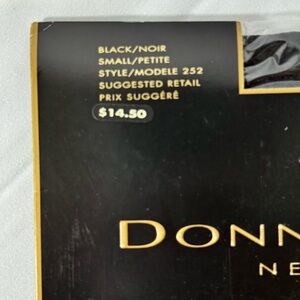 BLACK/NOIR
SMALL/PETITE
STYLE/MODELE 252
SUGGESTED RETAIL
PRIX SUGGÉRÉ
$14.50
DONN
NE